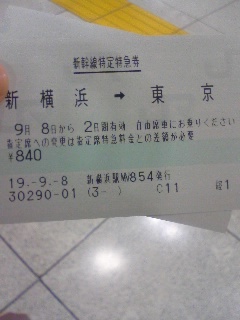 新幹線特定特急券
新横浜 → 東京
9月 8日から 2日間有効 自由席車にお乗りください
指定席への変更は指定席特急料金との差額が必要
¥840
19.-9.-8 新横浜駅MV854発行
30290-01 (3- ) C11